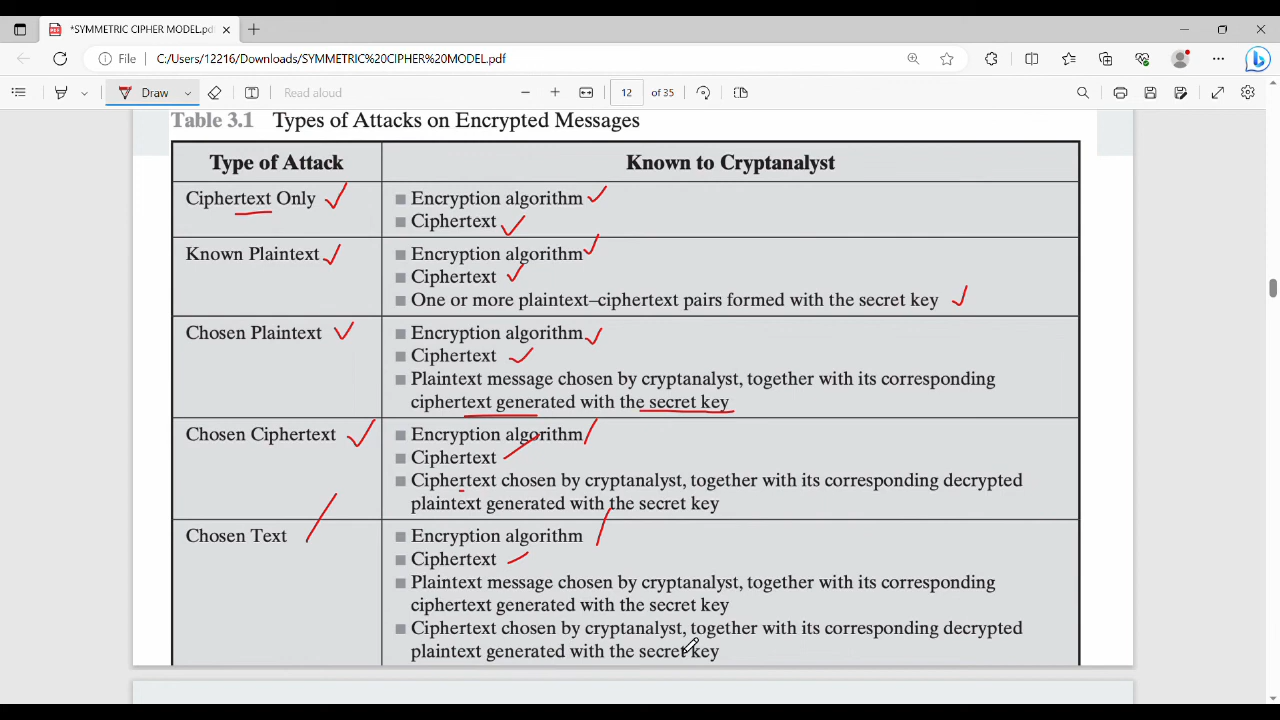 *SYMMETRIC CIPHER MODEL.pdf
File C:/Users/12216/Downloads/SYMMETRIC%20CIPHER%20MODEL.pdf
Draw Read aloud 12 of 35
Table 3.1 Types of Attacks on Encrypted Messages
Type of Attack Known to Cryptanalyst
Ciphertext Only
■ Encryption algorithm
■ Ciphertext
Known Plaintext
■ Encryption algorithm
■ Ciphertext
■ One or more plaintext–ciphertext pairs formed with the secret key
Chosen Plaintext
■ Encryption algorithm
■ Ciphertext
■ Plaintext message chosen by cryptanalyst, together with its corresponding
ciphertext generated with the secret key
Chosen Ciphertext
■ Encryption algorithm
■ Ciphertext
■ Ciphertext chosen by cryptanalyst, together with its corresponding decrypted
plaintext generated with the secret key
Chosen Text
■ Encryption algorithm
■ Ciphertext
■ Plaintext message chosen by cryptanalyst, together with its corresponding
ciphertext generated with the secret key
■ Ciphertext chosen by cryptanalyst, together with its corresponding decrypted
plaintext generated with the secret key